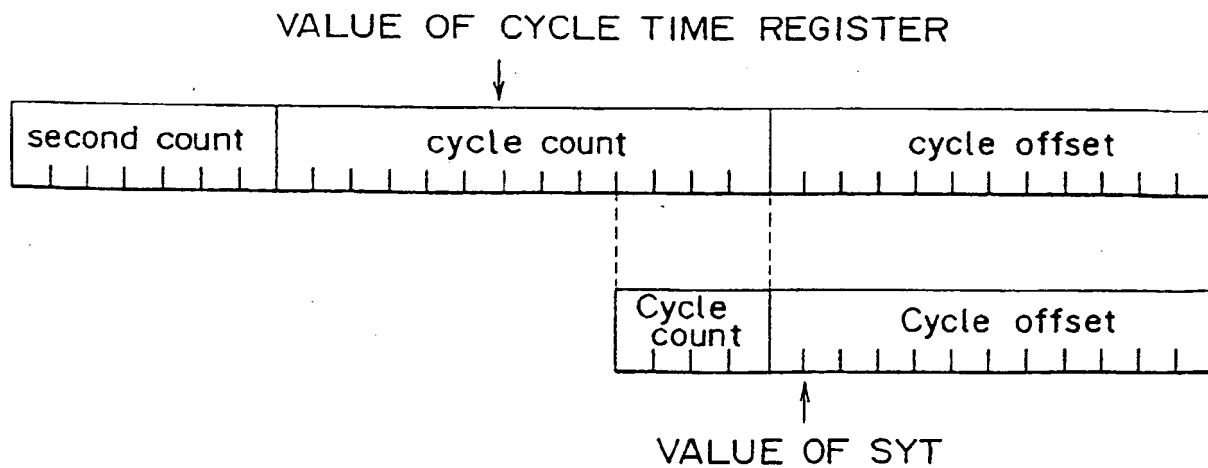 VALUE OF CYCLE TIME REGISTER
second count cycle count cycle offset
Cycle count Cycle offset
VALUE OF SYT